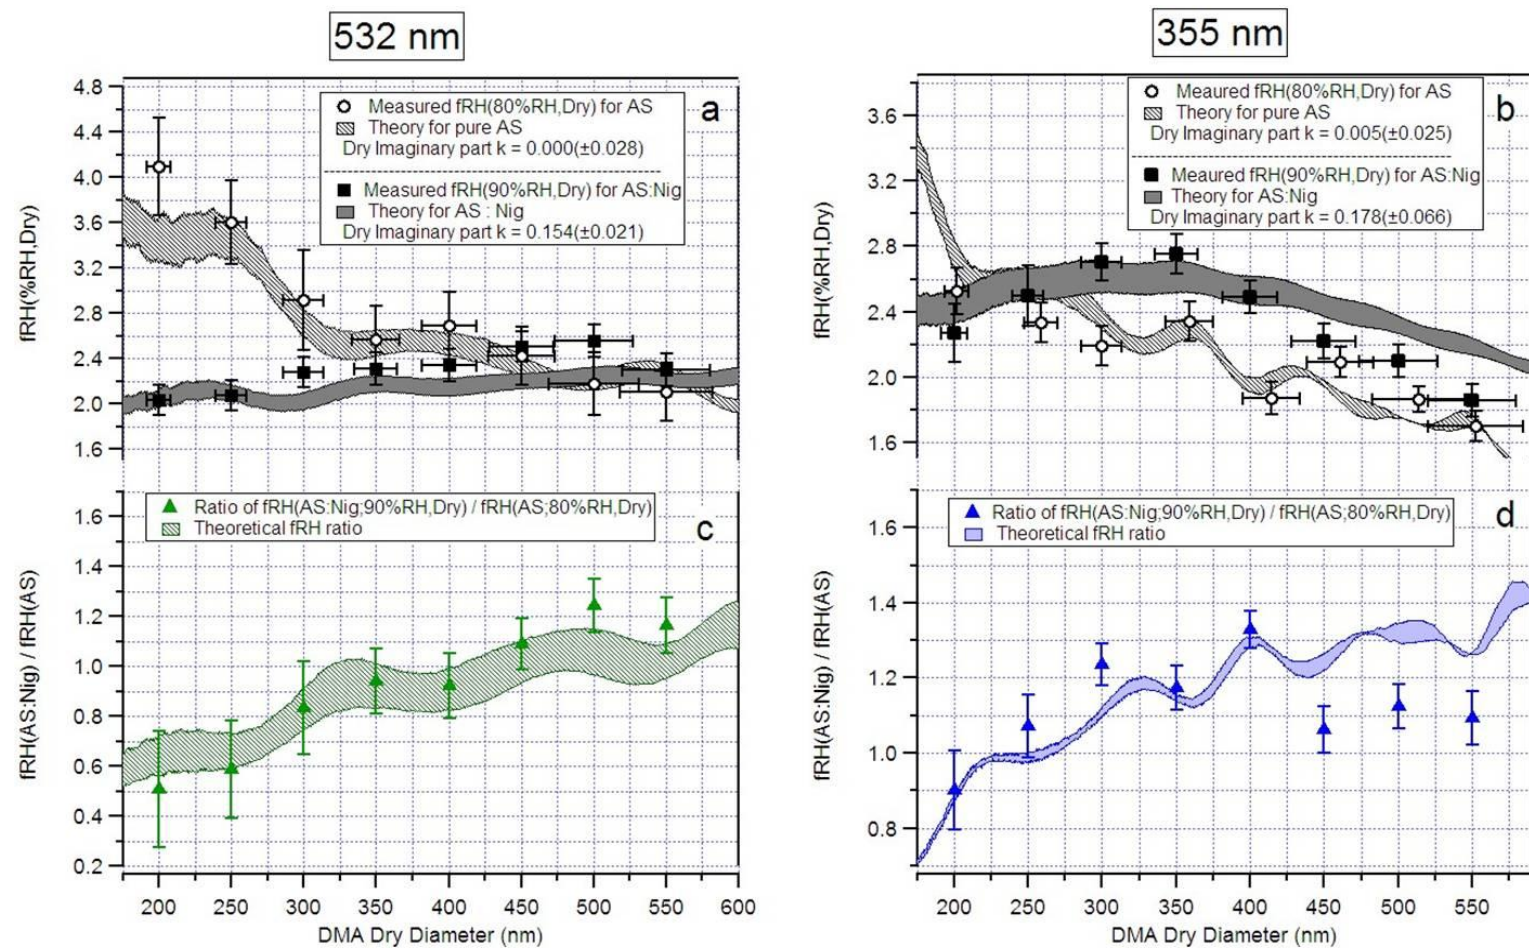 532 nm
355 nm
a
Measured fRH(80%RH,Dry) for AS
Theory for pure AS
Dry Imaginary part k = 0.000(±0.028)
Measured fRH(90%RH,Dry) for AS:Nig
Theory for AS : Nig
Dry Imaginary part k = 0.154(±0.021)
fRH(%RH,Dry)
4.8
4.4
4.0
3.6
3.2
2.8
2.4
2.0
1.6
b
Measured fRH(80%RH,Dry) for AS
Theory for pure AS
Dry Imaginary part k = 0.005(±0.025)
Measured fRH(90%RH,Dry) for AS:Nig
Theory for AS:Nig
Dry Imaginary part k = 0.178(±0.066)
fRH(%RH,Dry)
3.6
3.2
2.8
2.4
2.0
1.6
c
Ratio of fRH(AS:Nig;90%RH,Dry) / fRH(AS;80%RH,Dry)
Theoretical fRH ratio
fRH(AS:Nig) / fRH(AS)
1.6
1.4
1.2
1.0
0.8
0.6
0.4
0.2
200 250 300 350 400 450 500 550 600
DMA Dry Diameter (nm)
d
Ratio of fRH(AS:Nig;90%RH,Dry) / fRH(AS;80%RH,Dry)
Theoretical fRH ratio
fRH(AS:Nig) / fRH(AS)
1.6
1.4
1.2
1.0
0.8
200 250 300 350 400 450 500 550
DMA Dry Diameter (nm)